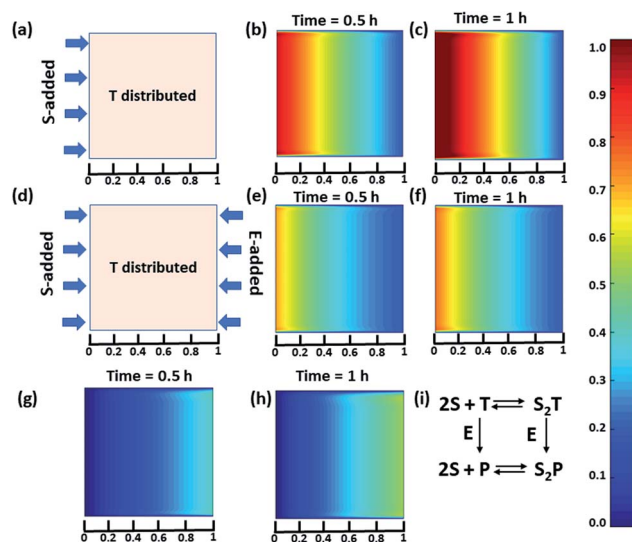 (a)
S-added
T distributed
0 0.2 0.4 0.6 0.8 1
(b)
Time = 0.5 h
0 0.2 0.4 0.6 0.8 1
(c)
Time = 1 h
0 0.2 0.4 0.6 0.8 1
(d)
S-added
T distributed
E-added
0 0.2 0.4 0.6 0.8 1
(e)
Time = 0.5 h
0 0.2 0.4 0.6 0.8 1
(f)
Time = 1 h
0 0.2 0.4 0.6 0.8 1
(g)
Time = 0.5 h
0 0.2 0.4 0.6 0.8 1
(h)
Time = 1 h
0 0.2 0.4 0.6 0.8 1
(i)
2S + T ⇌ S₂T
E E
2S + P ⇌ S₂P
1.0
0.9
0.8
0.7
0.6
0.5
0.4
0.3
0.2
0.1
0.0